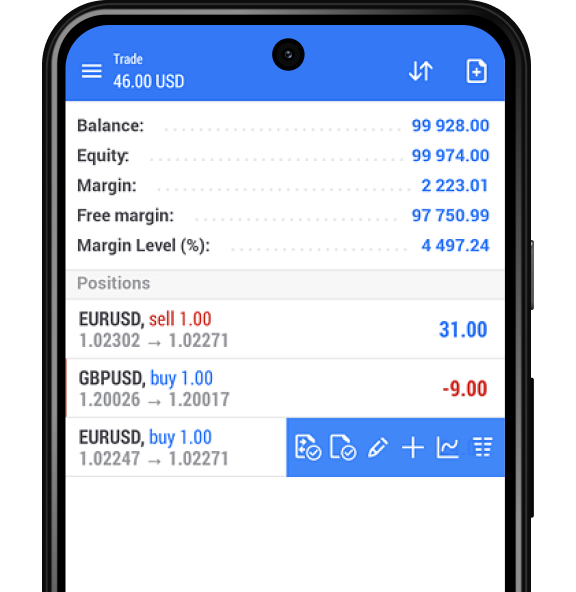 Trade
46.00 USD
Balance: 99 928.00
Equity: 99 974.00
Margin: 2 223.01
Free margin: 97 750.99
Margin Level (%): 4 497.24
Positions
EURUSD, sell 1.00
1.02302 → 1.02271 31.00
GBPUSD, buy 1.00
1.20026 → 1.20017 -9.00
EURUSD, buy 1.00
1.02247 → 1.02271